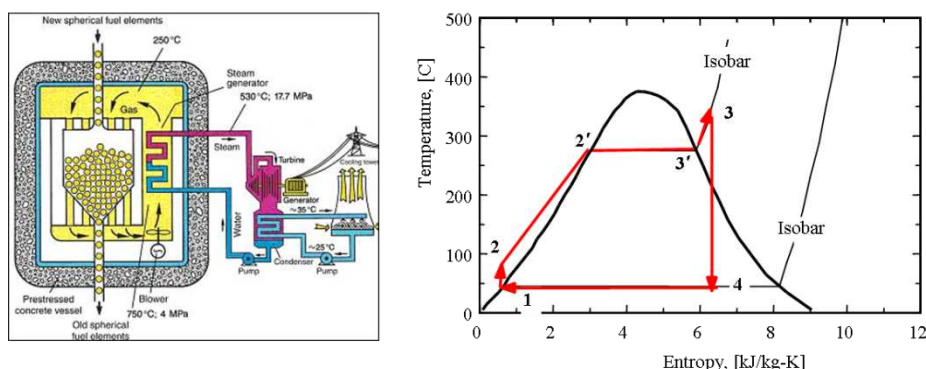 New spherical fuel elements
250°C
Steam
generator
530°C; 17.7 MPa
Gas
Steam
Turbine
Cooling tower
Generator
~35°C
Water
~25°C
Pump
Condenser
Pump
Prestressed
concrete vessel
Blower
750°C; 4 MPa
Old spherical
fuel elements
Temperature, [C]
500
400
300
200
100
0
Isobar
3
2'
3'
2
Isobar
4
1
0 2 4 6 8 10 12
Entropy, [kJ/kg-K]